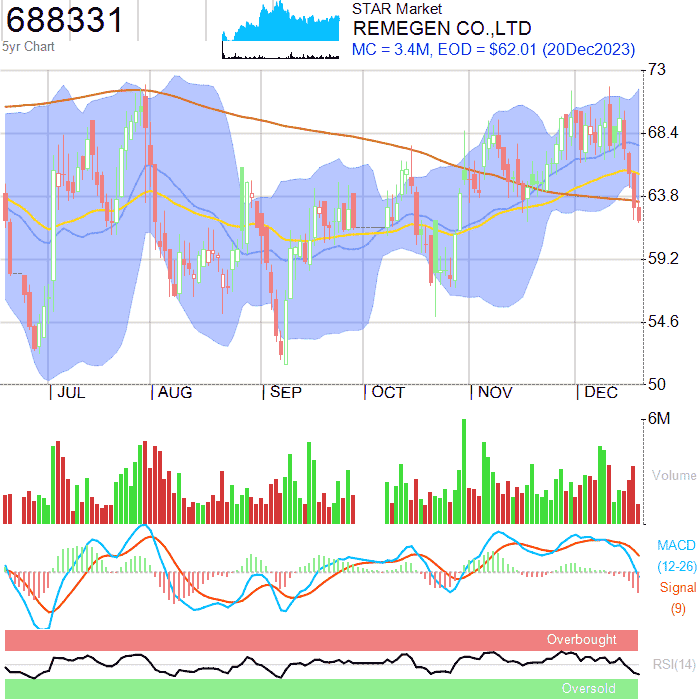 688331
5yr Chart
STAR Market
REMEGEN CO.,LTD
MC = 3.4M, EOD = $62.01 (20Dec2023)
73
68.4
63.8
59.2
54.6
50
JUL AUG SEP OCT NOV DEC
6M
Volume
MACD
(12-26)
Signal
(9)
Overbought
RSI(14)
Oversold